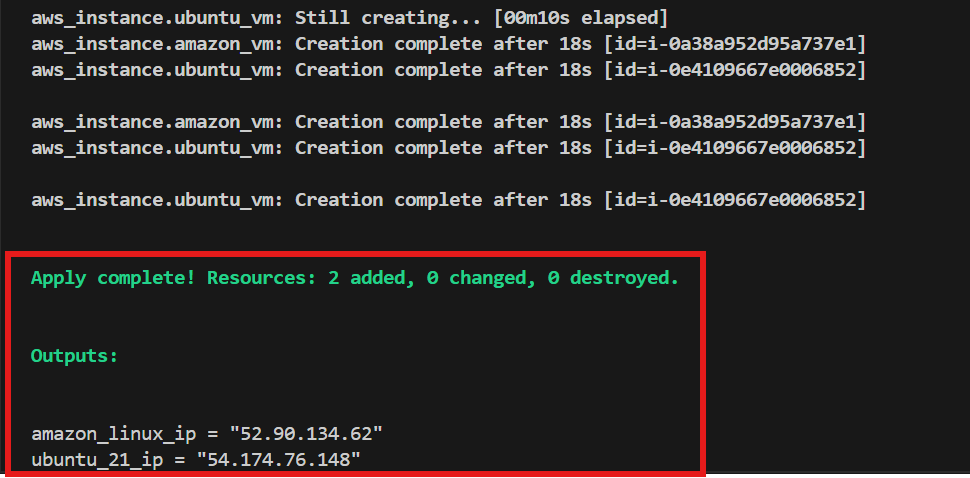 aws_instance.ubuntu_vm: Still creating... [00m10s elapsed]
aws_instance.amazon_vm: Creation complete after 18s [id=i-0a38a952d95a737e1]
aws_instance.ubuntu_vm: Creation complete after 18s [id=i-0e4109667e0006852]
aws_instance.amazon_vm: Creation complete after 18s [id=i-0a38a952d95a737e1]
aws_instance.ubuntu_vm: Creation complete after 18s [id=i-0e4109667e0006852]
aws_instance.ubuntu_vm: Creation complete after 18s [id=i-0e4109667e0006852]
Apply complete! Resources: 2 added, 0 changed, 0 destroyed.
Outputs:
amazon_linux_ip = "52.90.134.62"
ubuntu_21_ip = "54.174.76.148"